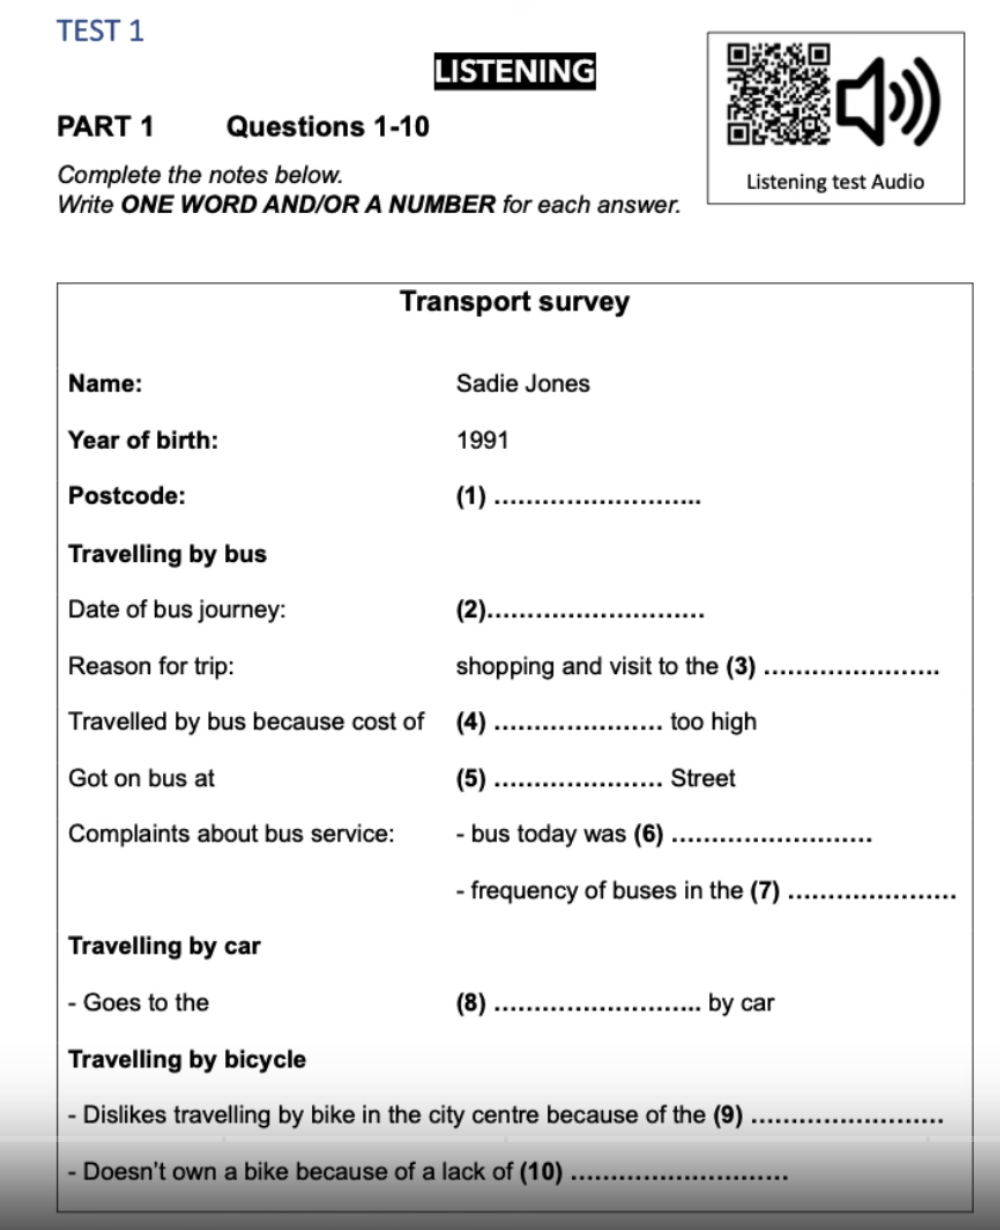 TEST 1
LISTENING
PART 1 Questions 1-10
Complete the notes below.
Write ONE WORD AND/OR A NUMBER for each answer.
Listening test Audio
Transport survey
Name: Sadie Jones
Year of birth: 1991
Postcode: (1) ..........................
Travelling by bus
Date of bus journey: (2)...........................
Reason for trip: shopping and visit to the (3) ......................
Travelled by bus because cost of (4) ..................... too high
Got on bus at (5) ..................... Street
Complaints about bus service: - bus today was (6) .........................
- frequency of buses in the (7) .....................
Travelling by car
- Goes to the (8) .......................... by car
Travelling by bicycle
- Dislikes travelling by bike in the city centre because of the (9) ........................
- Doesn't own a bike because of a lack of (10) ...........................